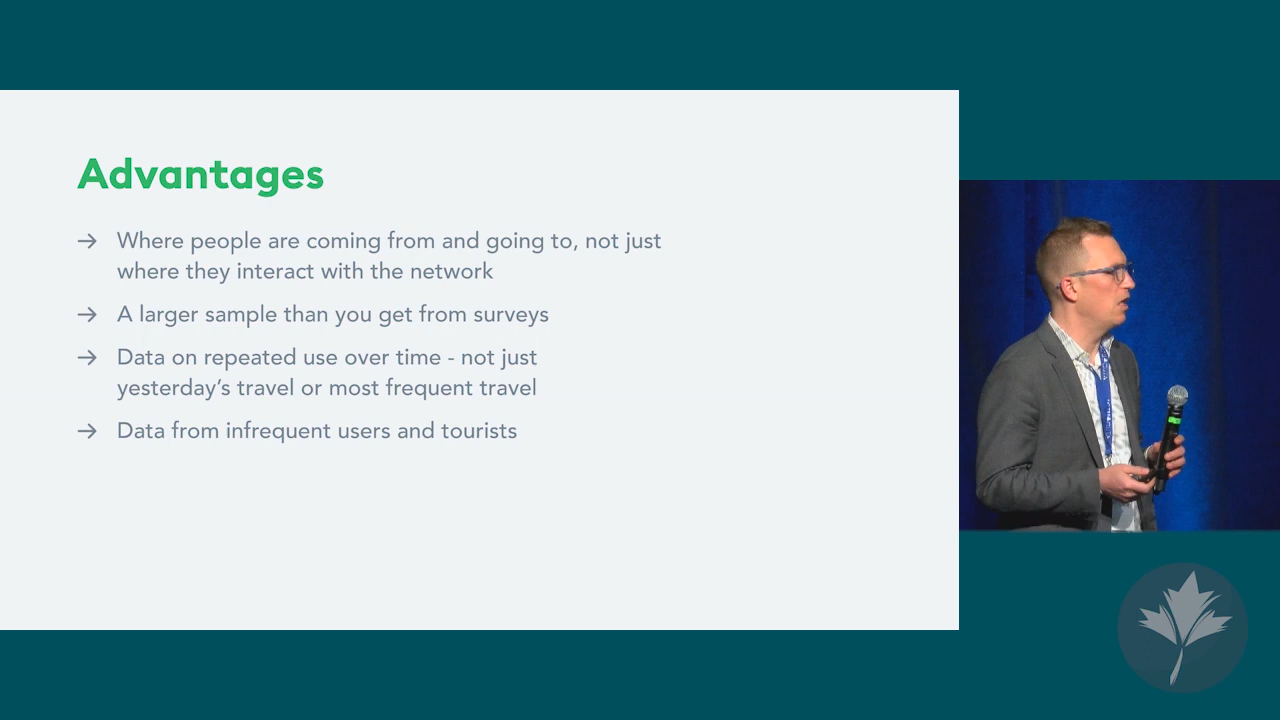 Advantages
→ Where people are coming from and going to, not just
where they interact with the network
→ A larger sample than you get from surveys
→ Data on repeated use over time - not just
yesterday's travel or most frequent travel
→ Data from infrequent users and tourists